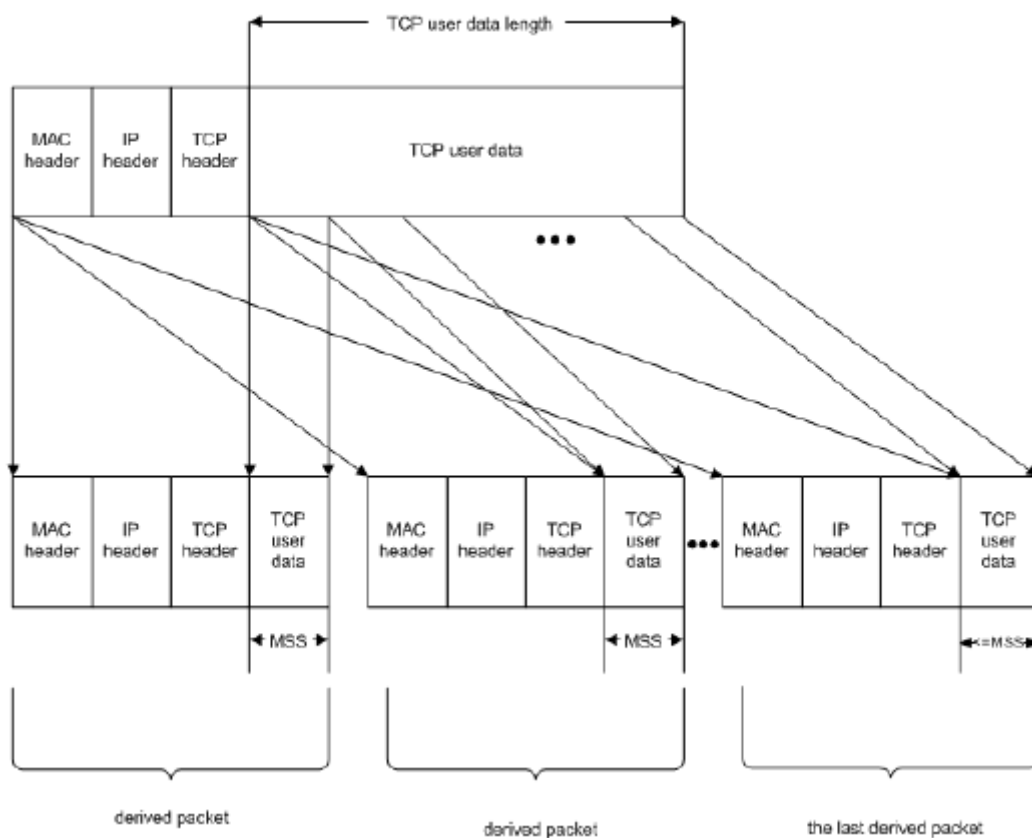 TCP user data length
MAC
header
IP
header
TCP
header
TCP user data
MAC
header
IP
header
TCP
header
TCP
user
data
MAC
header
IP
header
TCP
header
TCP
user
data
MAC
header
IP
header
TCP
header
TCP
user
data
MSS
MSS
<=MSS
derived packet
derived packet
the last derived packet